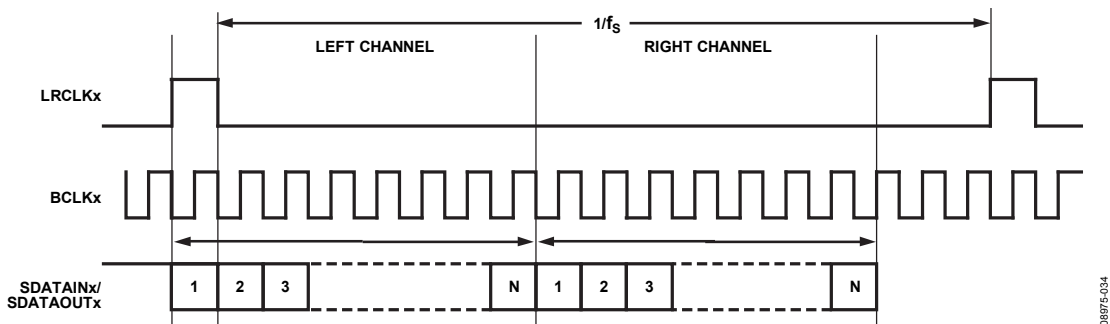 1/fS
LEFT CHANNEL
RIGHT CHANNEL
LRCLKx
BCLKx
SDATAINx/
SDATAOUTx
1 2 3 N 1 2 3 N
08975-034